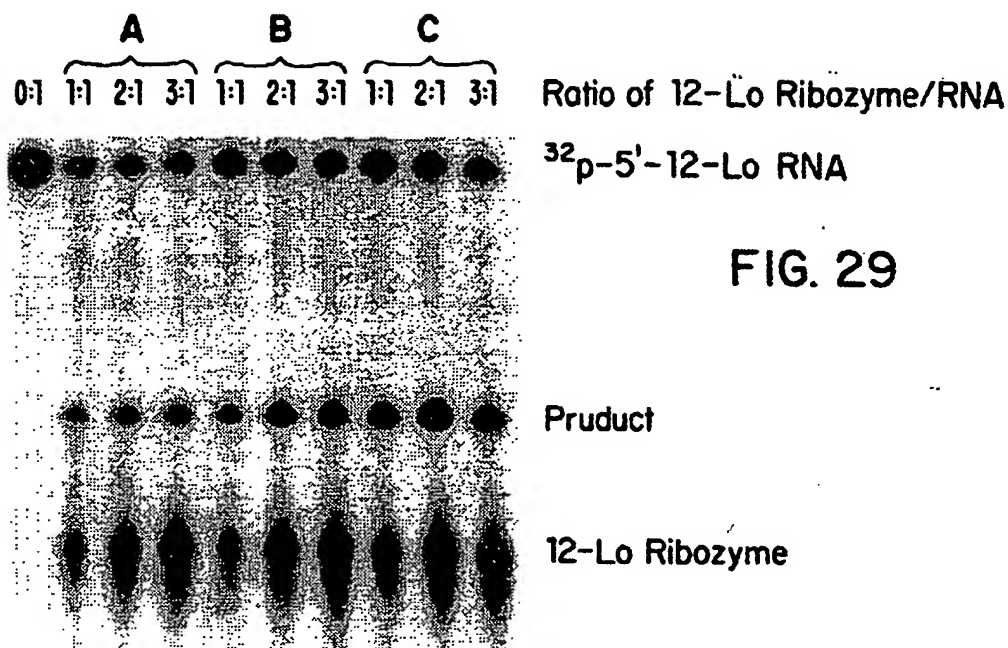 A B C
0:1 1:1 2:1 3:1 1:1 2:1 3:1 1:1 2:1 3:1 Ratio of 12-Lo Ribozyme/RNA
32p-5'-12-Lo RNA
FIG. 29
Pruduct
12-Lo Ribozyme